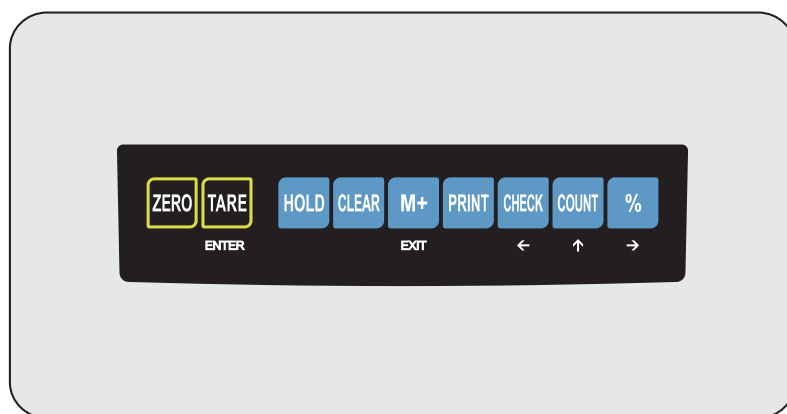 ZERO TARE HOLD CLEAR M+ PRINT CHECK COUNT %
ENTER EXIT ← ↑ →